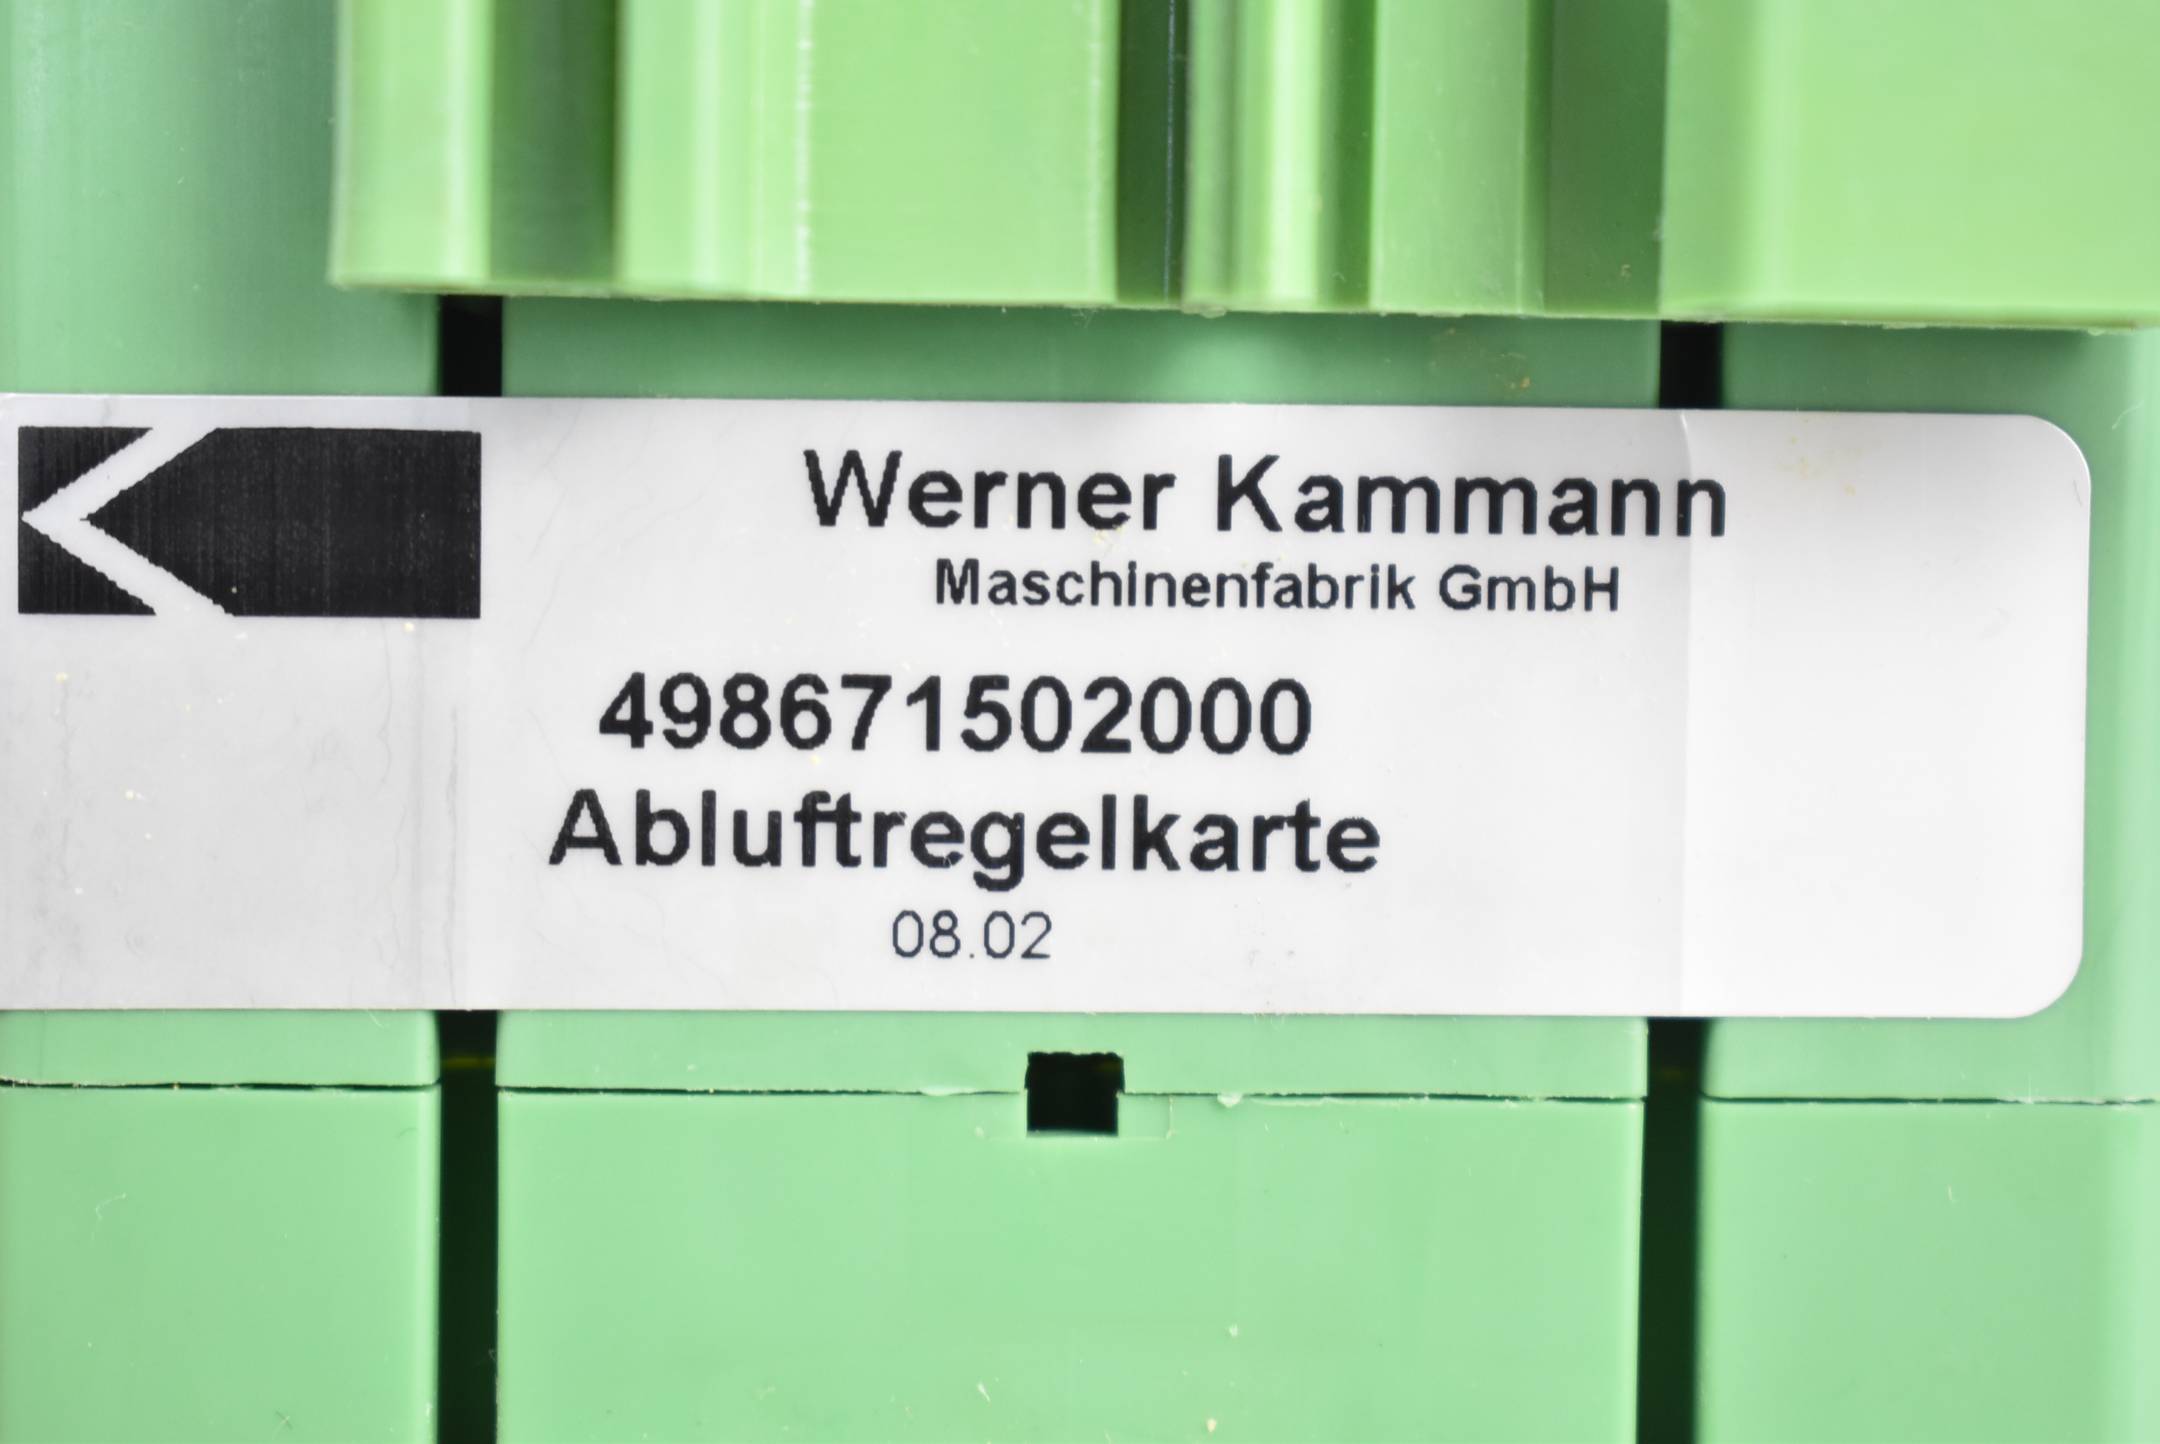 Werner Kammann
Maschinenfabrik GmbH
498671502000
Abluftregelkarte
08.02